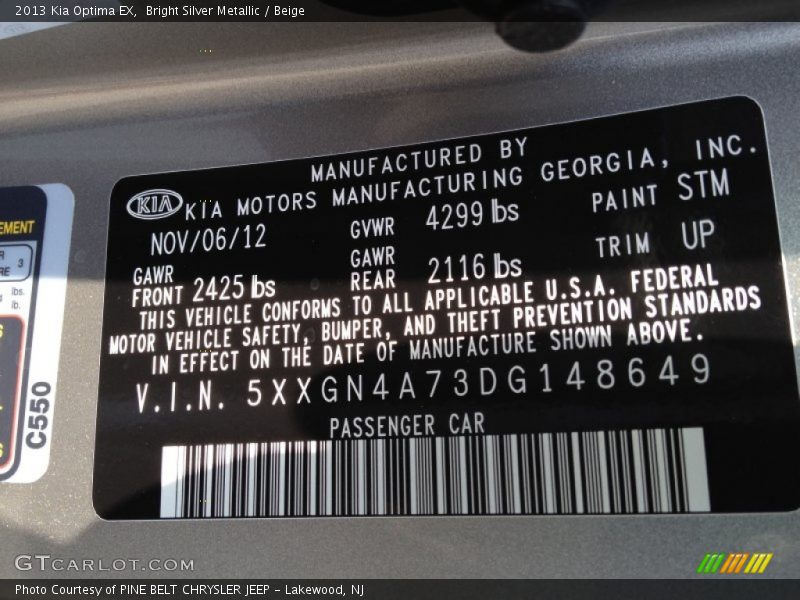 2013 Kia Optima EX, Bright Silver Metallic / Beige
MANUFACTURED BY
KIA KIA MOTORS MANUFACTURING GEORGIA, INC.
NOV/06/12 GVWR 4299 lbs PAINT STM
GAWR FRONT 2425 lbs GAWR REAR 2116 lbs TRIM UP
THIS VEHICLE CONFORMS TO ALL APPLICABLE U.S.A. FEDERAL
MOTOR VEHICLE SAFETY, BUMPER, AND THEFT PREVENTION STANDARDS
IN EFFECT ON THE DATE OF MANUFACTURE SHOWN ABOVE.
V.I.N. 5XXGN4A73DG148649
PASSENGER CAR
3
lbs.
lb.
C550
GTCARLOT.COM
Photo Courtesy of PINE BELT CHRYSLER JEEP - Lakewood, NJ